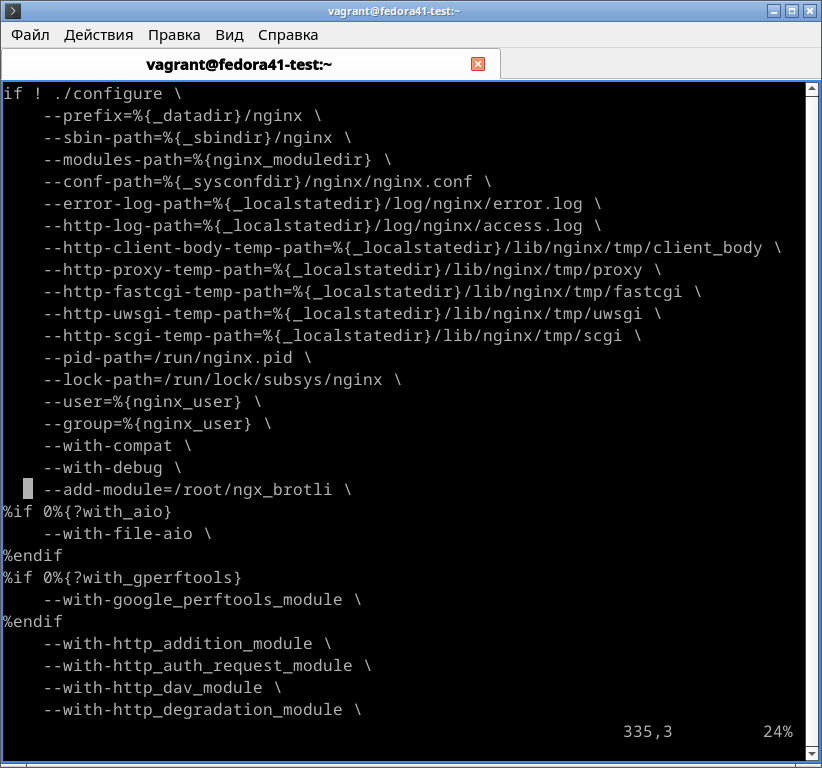 vagrant@fedora41-test:~
Файл Действия Правка Вид Справка
vagrant@fedora41-test:~
if ! ./configure \
    --prefix=%{_datadir}/nginx \
    --sbin-path=%{_sbindir}/nginx \
    --modules-path=%{nginx_moduledir} \
    --conf-path=%{_sysconfdir}/nginx/nginx.conf \
    --error-log-path=%{_localstatedir}/log/nginx/error.log \
    --http-log-path=%{_localstatedir}/log/nginx/access.log \
    --http-client-body-temp-path=%{_localstatedir}/lib/nginx/tmp/client_body \
    --http-proxy-temp-path=%{_localstatedir}/lib/nginx/tmp/proxy \
    --http-fastcgi-temp-path=%{_localstatedir}/lib/nginx/tmp/fastcgi \
    --http-uwsgi-temp-path=%{_localstatedir}/lib/nginx/tmp/uwsgi \
    --http-scgi-temp-path=%{_localstatedir}/lib/nginx/tmp/scgi \
    --pid-path=/run/nginx.pid \
    --lock-path=/run/lock/subsys/nginx \
    --user=%{nginx_user} \
    --group=%{nginx_user} \
    --with-compat \
    --with-debug \
    --add-module=/root/ngx_brotli \
%if 0%{?with_aio}
    --with-file-aio \
%endif
%if 0%{?with_gperftools}
    --with-google_perftools_module \
%endif
    --with-http_addition_module \
    --with-http_auth_request_module \
    --with-http_dav_module \
    --with-http_degradation_module \
335,3 24%